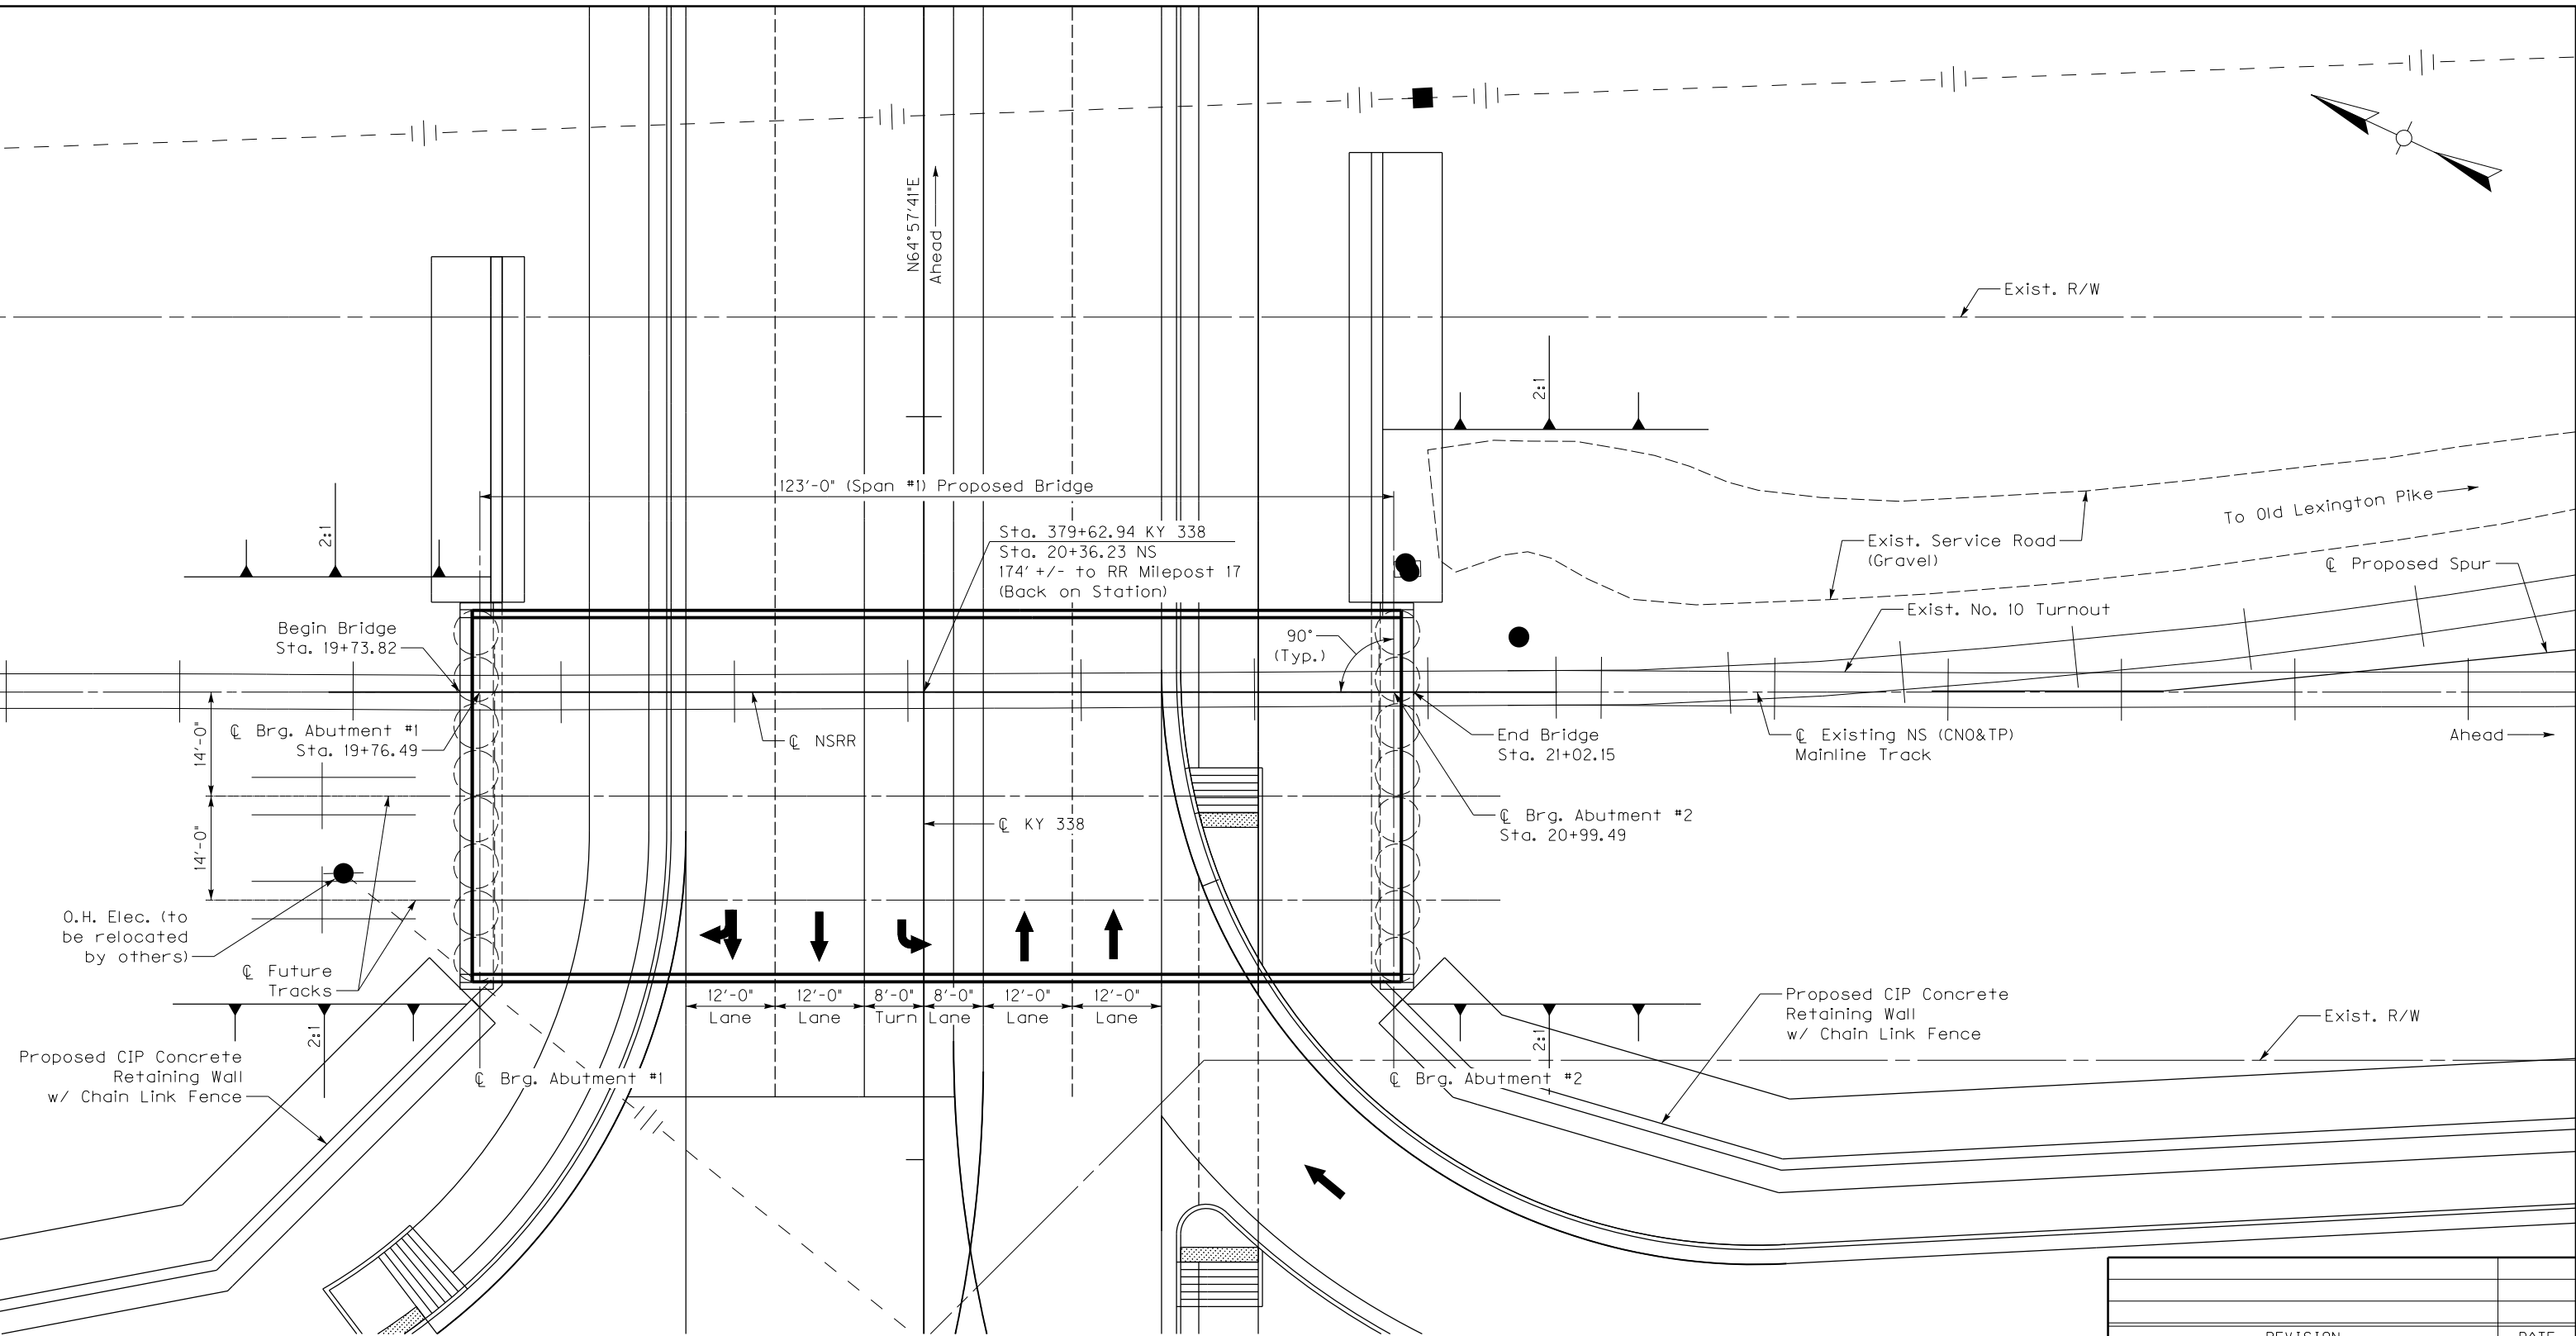 N64°57'41"E
Ahead
Exist. R/W
2:1
123'-0" (Span #1) Proposed Bridge
To Old Lexington Pike
2:1
Sta. 379+62.94 KY 338
Sta. 20+36.23 NS
174' +/- to RR Milepost 17
(Back on Station)
Exist. Service Road
(Gravel)
℄ Proposed Spur
Exist. No. 10 Turnout
Begin Bridge
Sta. 19+73.82
90°
(Typ.)
℄ Brg. Abutment #1
Sta. 19+76.49
14'-0"
℄ NSRR
End Bridge
Sta. 21+02.15
℄ Existing NS (CNO&TP)
Mainline Track
Ahead
14'-0"
℄ KY 338
℄ Brg. Abutment #2
Sta. 20+99.49
O.H. Elec. (to
be relocated
by others)
℄ Future
Tracks
12'-0" 12'-0" 8'-0" 8'-0" 12'-0" 12'-0"
Lane Lane Turn Lane Lane Lane
Proposed CIP Concrete
Retaining Wall
w/ Chain Link Fence
Exist. R/W
2:1
2:1
Proposed CIP Concrete
Retaining Wall
w/ Chain Link Fence
℄ Brg. Abutment #1
℄ Brg. Abutment #2
REVISION DATE